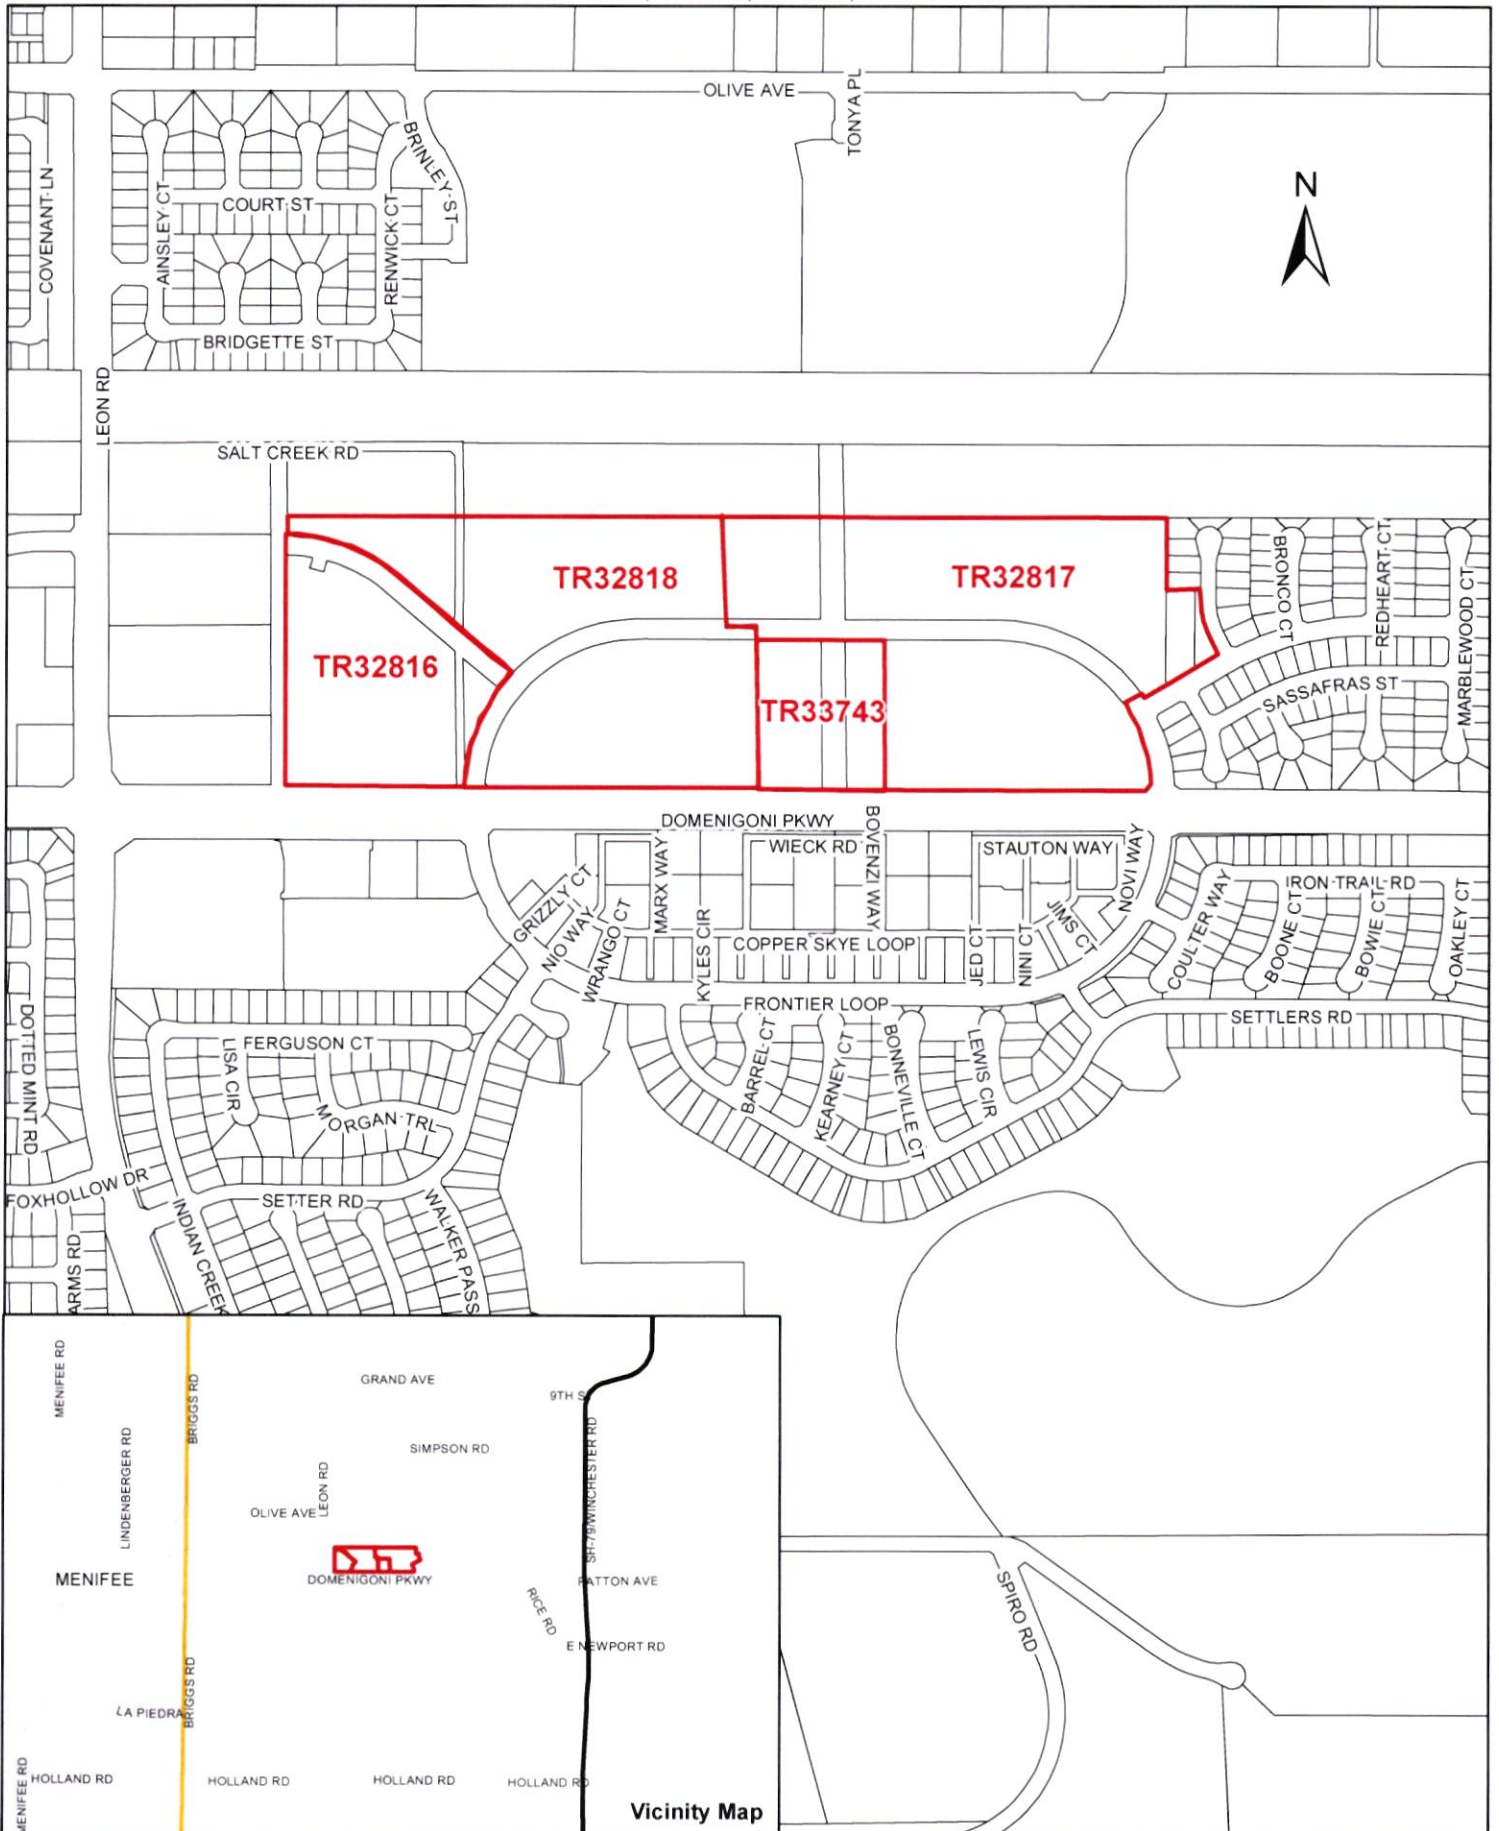 OLIVE AVE
TONYA PL
BRINLEY ST
COVENANT LN
AINSLEY CT
COURT ST
RENWICK CT
N
BRIDGETTE ST
LEON RD
SALT CREEK RD
TR32818
TR32817
BRONCO CT
REDHEART CT
MARBLEWOOD CT
TR32816
TR33743
SASSAFRAS ST
DOMENIGONI PKWY
BOVENZI WAY
WIECK RD
STAUTON WAY
NOVI WAY
MARX WAY
GRIZZLY CT
NIO WAY
WRANGO CT
KYLES CIR
COPPER SKYE LOOP
JED CT
NINI CT
JIMS CT
COULTER WAY
IRON TRAIL RD
BOONE CT
BOWIE CT
OAKLEY CT
FRONTIER LOOP
SETTLERS RD
DOTTED MINT RD
FERGUSON CT
LISA CIR
MORGAN TRL
BARREL CT
KEARNEY CT
BONNEVILLE CT
LEWIS CIR
FOXHOLLOW DR
SETTER RD
INDIAN CREEK
WALKER PASS
ARMS RD
MENIFEE RD
BRIGGS RD
GRAND AVE
9TH S
LINDENBERGER RD
SIMPSON RD
SH-79/WINCHESTER RD
LEON RD
OLIVE AVE
MENIFEE
DOMENIGONI PKWY
PATTON AVE
RICE RD
E NEWPORT RD
SPIRO RD
BRIGGS RD
LA PIEDRA
MENIFEE RD
HOLLAND RD
HOLLAND RD
HOLLAND RD
HOLLAND RD
Vicinity Map